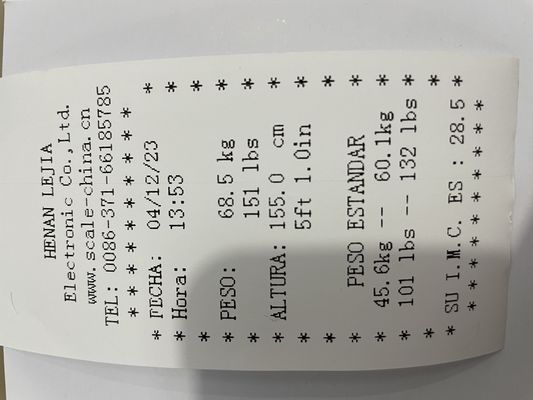 HENAN LEJIA
Electronic Co.,Ltd.
www.scale-china.cn
TEL: 0086-371-66185785
* * * * * * * * * * *
* FECHA: 04/12/23 *
* Hora: 13:53 *
* *
* PESO: 68.5 kg *
* 151 lbs *
* ALTURA: 155.0 cm *
* 5ft 1.0in *
* *
* PESO ESTANDAR *
* 45.6kg -- 60.1kg *
* 101 lbs -- 132 lbs *
* *
* SU I.M.C. ES : 28.5 *
* * * * * * * * * * *